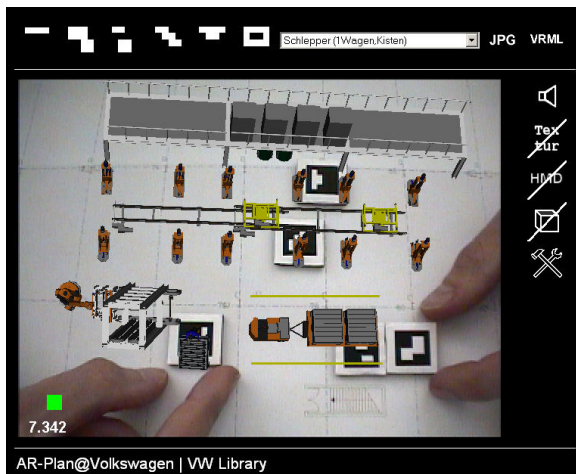 Schlepper (1Wagen,Kisten)
JPG
VRML
Tex
tur
HMD
7.342
AR-Plan@Volkswagen | VW Library